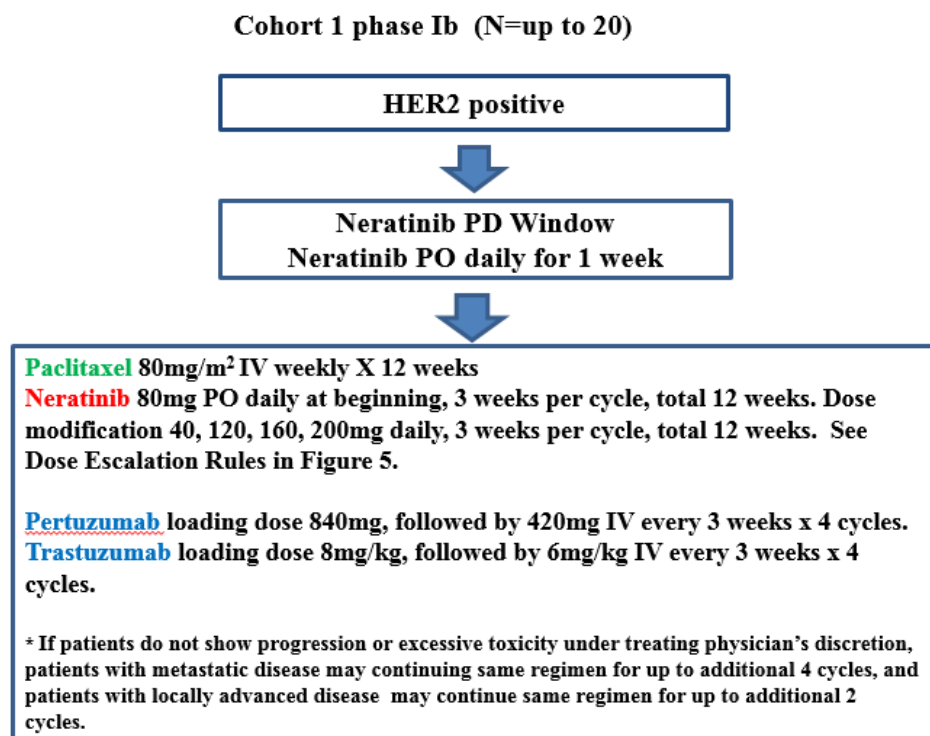 Cohort 1 phase Ib (N=up to 20)
HER2 positive
Neratinib PD Window
Neratinib PO daily for 1 week
Paclitaxel 80mg/m² IV weekly X 12 weeks
Neratinib 80mg PO daily at beginning, 3 weeks per cycle, total 12 weeks. Dose
modification 40, 120, 160, 200mg daily, 3 weeks per cycle, total 12 weeks. See
Dose Escalation Rules in Figure 5.
Pertuzumab loading dose 840mg, followed by 420mg IV every 3 weeks x 4 cycles.
Trastuzumab loading dose 8mg/kg, followed by 6mg/kg IV every 3 weeks x 4
cycles.
* If patients do not show progression or excessive toxicity under treating physician’s discretion,
patients with metastatic disease may continuing same regimen for up to additional 4 cycles, and
patients with locally advanced disease may continue same regimen for up to additional 2
cycles.